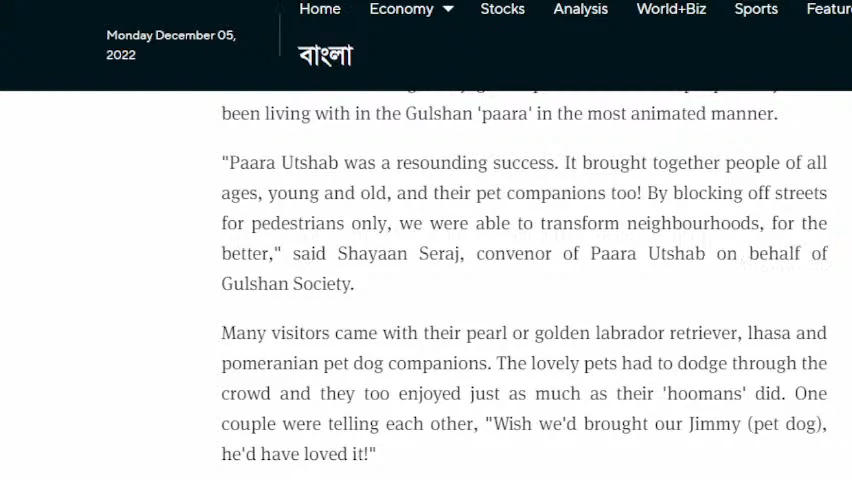 Home Economy Stocks Analysis World+Biz Sports Featur
Monday December 05,
2022
বাংলা
been living with in the Gulshan 'paara' in the most animated manner.
"Paara Utshab was a resounding success. It brought together people of all
ages, young and old, and their pet companions too! By blocking off streets
for pedestrians only, we were able to transform neighbourhoods, for the
better," said Shayaan Seraj, convenor of Paara Utshab on behalf of
Gulshan Society.
Many visitors came with their pearl or golden labrador retriever, lhasa and
pomeranian pet dog companions. The lovely pets had to dodge through the
crowd and they too enjoyed just as much as their 'hoomans' did. One
couple were telling each other, "Wish we'd brought our Jimmy (pet dog),
he'd have loved it!"